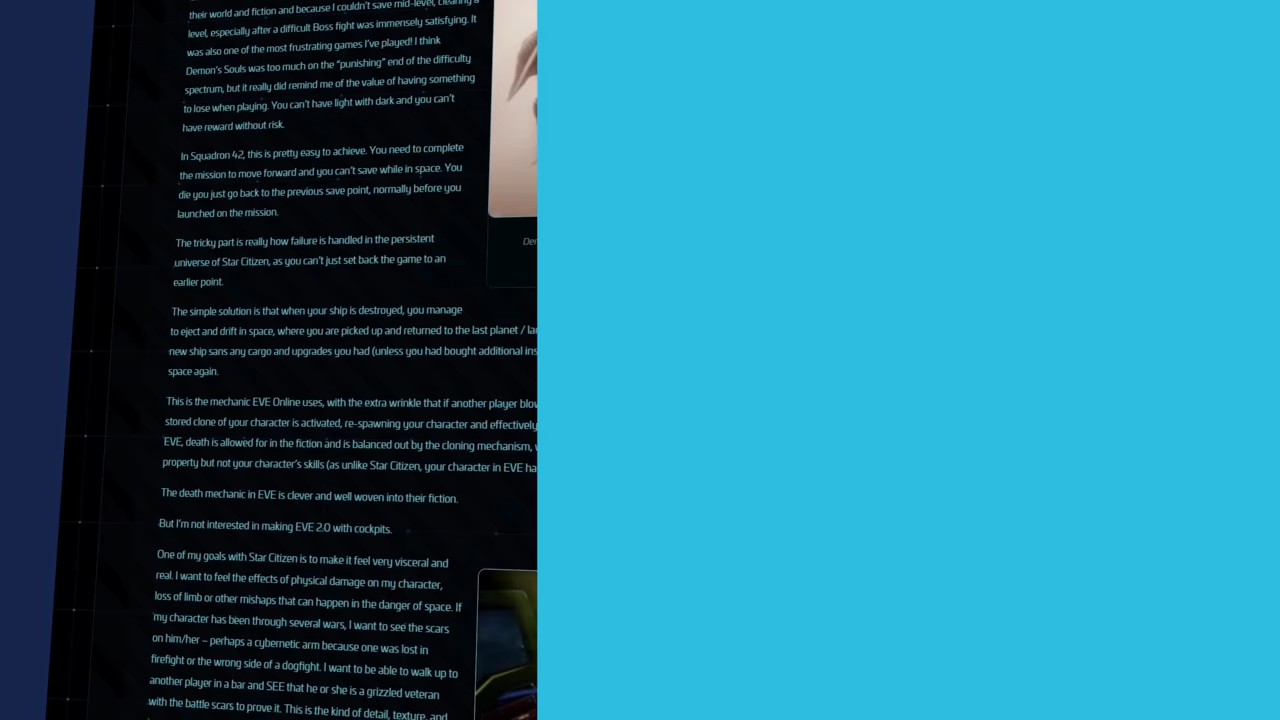 their world and fiction and because I couldn't save mid-level, clearing a
level, especially after a difficult Boss fight was immensely satisfying. It
was also one of the most frustrating games I've played! I think
Demon's Souls was too much on the "punishing" end of the difficulty
spectrum, but it really did remind me of the value of having something
to lose when playing. You can't have light with dark and you can't
have reward without risk.
In Squadron 42, this is pretty easy to achieve. You need to complete
the mission to move forward and you can't save while in space. You
die you just go back to the previous save point, normally before you
launched on the mission.
Der
The tricky part is really how failure is handled in the persistent
universe of Star Citizen, as you can't just set back the game to an
earlier point.
The simple solution is that when your ship is destroyed, you manage
to eject and drift in space, where you are picked up and returned to the last planet / la
new ship sans any cargo and upgrades you had (unless you had bought additional ins
space again.
This is the mechanic EVE Online uses, with the extra wrinkle that if another player blow
stored clone of your character is activated, re-spawning your character and effectively
EVE, death is allowed for in the fiction and is balanced out by the cloning mechanism, w
property but not your character's skills (as unlike Star Citizen, your character in EVE ha
The death mechanic in EVE is clever and well woven into their fiction.
But I'm not interested in making EVE 2.0 with cockpits.
One of my goals with Star Citizen is to make it feel very visceral and
real. I want to feel the effects of physical damage on my character,
loss of limb or other mishaps that can happen in the danger of space. If
my character has been through several wars, I want to see the scars
on him/her – perhaps a cybernetic arm because one was lost in
firefight or the wrong side of a dogfight. I want to be able to walk up to
another player in a bar and SEE that he or she is a grizzled veteran
with the battle scars to prove it. This is the kind of detail, texture, and